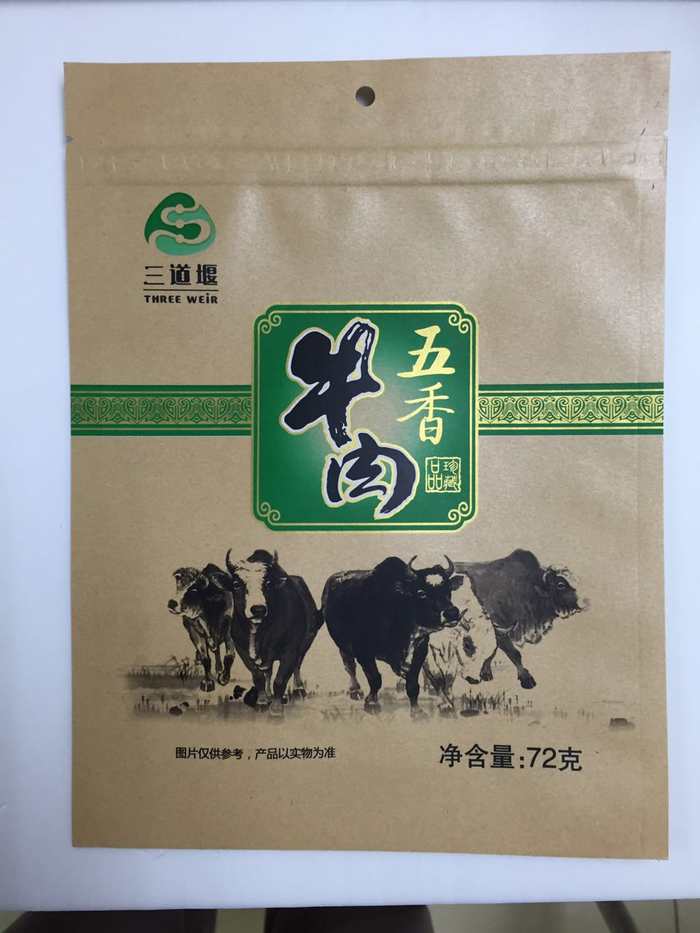 三道堰
THREE WEIR
五香
牛肉
珍藏
品
图片仅供参考，产品以实物为准
净含量:72克